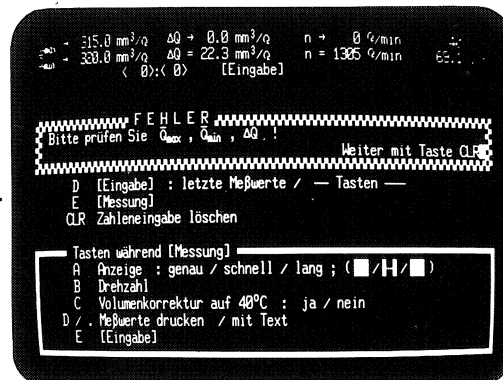 → 315.0 mm³/Q ΔQ → 0.0 mm³/Q n → 0 Q/min
→ 320.0 mm³/Q ΔQ = 22.3 mm³/Q n = 1305 Q/min
< 0>:< 0> [Eingabe]
FEHLER
Bitte prüfen Sie Q̄max , Q̄min , ΔQ !
Weiter mit Taste CLR
D [Eingabe] : letzte Meßwerte / — Tasten —
E [Messung]
CLR Zahleneingabe löschen
Tasten während [Messung]
A Anzeige : genau / schnell / lang ; ( / / )
B Drehzahl
C Volumenkorrektur auf 40°C : ja / nein
D / . Meßwerte drucken / mit Text
E [Eingabe]